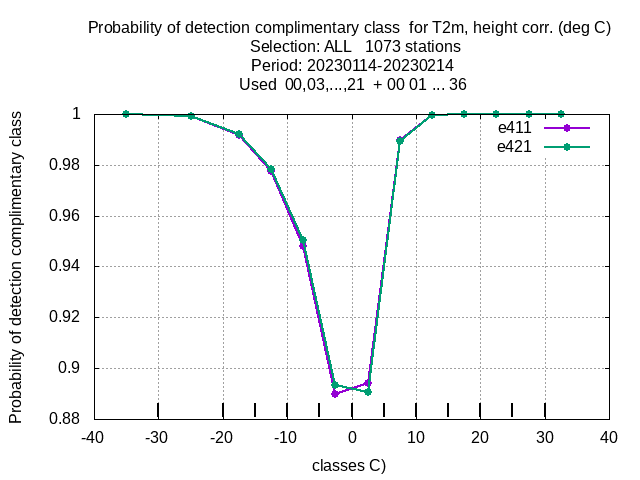 Probability of detection complimentary class  for T2m, height corr. (deg C)
Selection: ALL   1073 stations
Period: 20230114-20230214
Used  00,03,...,21  + 00 01 ... 36
Probability of detection complimentary class
1
0.98
0.96
0.94
0.92
0.9
0.88
e411
e421
-40 -30 -20 -10 0 10 20 30 40
classes C)